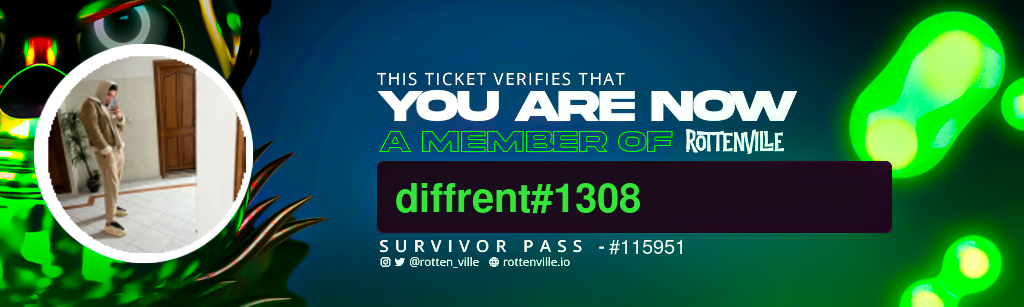 THIS TICKET VERIFIES THAT
YOU ARE NOW
A MEMBER OF ROTTENVILLE
diffrent#1308
SURVIVOR PASS - #115951
@rotten_ville rottenville.io